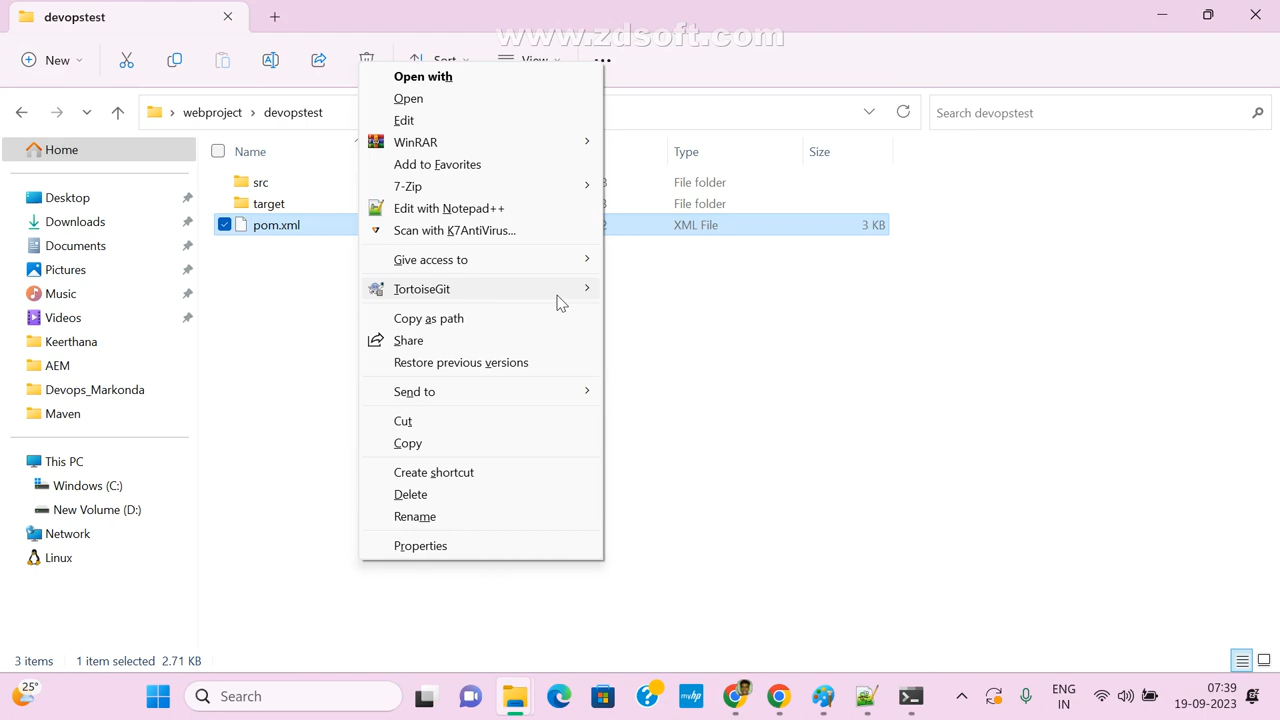 devopstest
www.zdsoft.com
New
Sort
View
webproject
devopstest
Search devopstest
Home
Desktop
Downloads
Documents
Pictures
Music
Videos
Keerthana
AEM
Devops_Markonda
Maven
This PC
Windows (C:)
New Volume (D:)
Network
Linux
Name
Type
Size
src
File folder
target
File folder
pom.xml
XML File
3 KB
Open with
Open
Edit
WinRAR
Add to Favorites
7-Zip
Edit with Notepad++
Scan with K7AntiVirus...
Give access to
TortoiseGit
Copy as path
Share
Restore previous versions
Send to
Cut
Copy
Create shortcut
Delete
Rename
Properties
3 items
1 item selected 2.71 KB
25°
Search
myhp
ENG
IN
07:39
19-09-2023